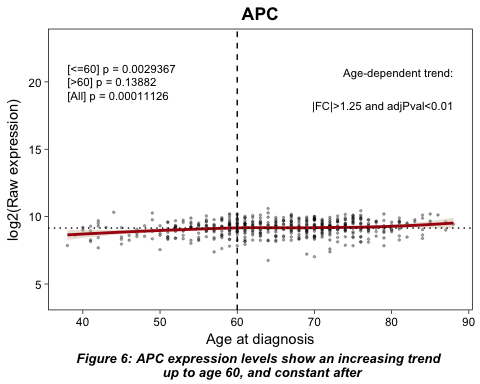 APC
[<=60] p = 0.0029367
[>60] p = 0.13882
[All] p = 0.00011126
Age-dependent trend:
|FC|>1.25 and adjPval<0.01
log2(Raw expression)
20
15
10
5
40
50
60
70
80
90
Age at diagnosis
Figure 6: APC expression levels show an increasing trend
up to age 60, and constant after